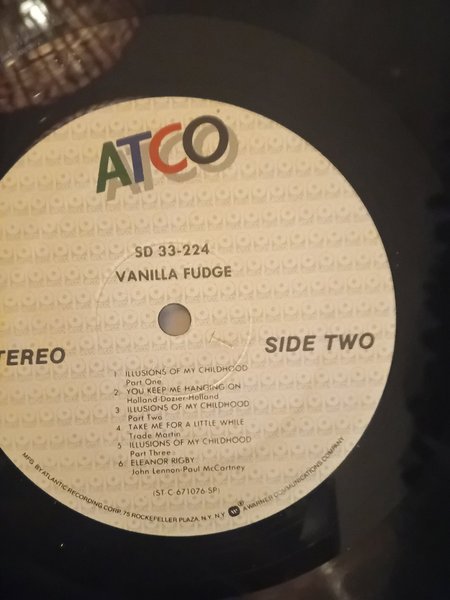 ATCO
SD 33-224
VANILLA FUDGE
TEREO
SIDE TWO
1 ILLUSIONS OF MY CHILDHOOD
Part One
2 YOU KEEP ME HANGING ON
Holland-Dozier-Holland
3 ILLUSIONS OF MY CHILDHOOD
Part Two
4 TAKE ME FOR A LITTLE WHILE
Trade Martin
5 ILLUSIONS OF MY CHILDHOOD
Part Three
6. ELEANOR RIGBY
John Lennon-Paul McCartney
(ST-C-671076-SP)
MFG. BY ATLANTIC RECORDING CORP. 75 ROCKEFELLER PLAZA, N.Y. N.Y. W ® A WARNER COMMUNICATIONS COMPANY